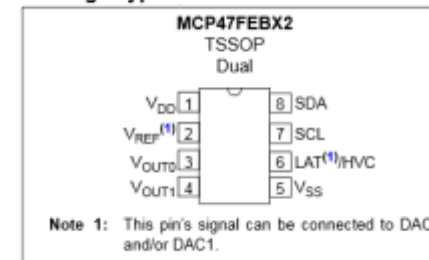 MCP47FEBX2
TSSOP
Dual
VDD 1 8 SDA
VREF(1) 2 7 SCL
VOUT0 3 6 LAT(1)/HVC
VOUT1 4 5 VSS
Note 1: This pin's signal can be connected to DAC
and/or DAC1.